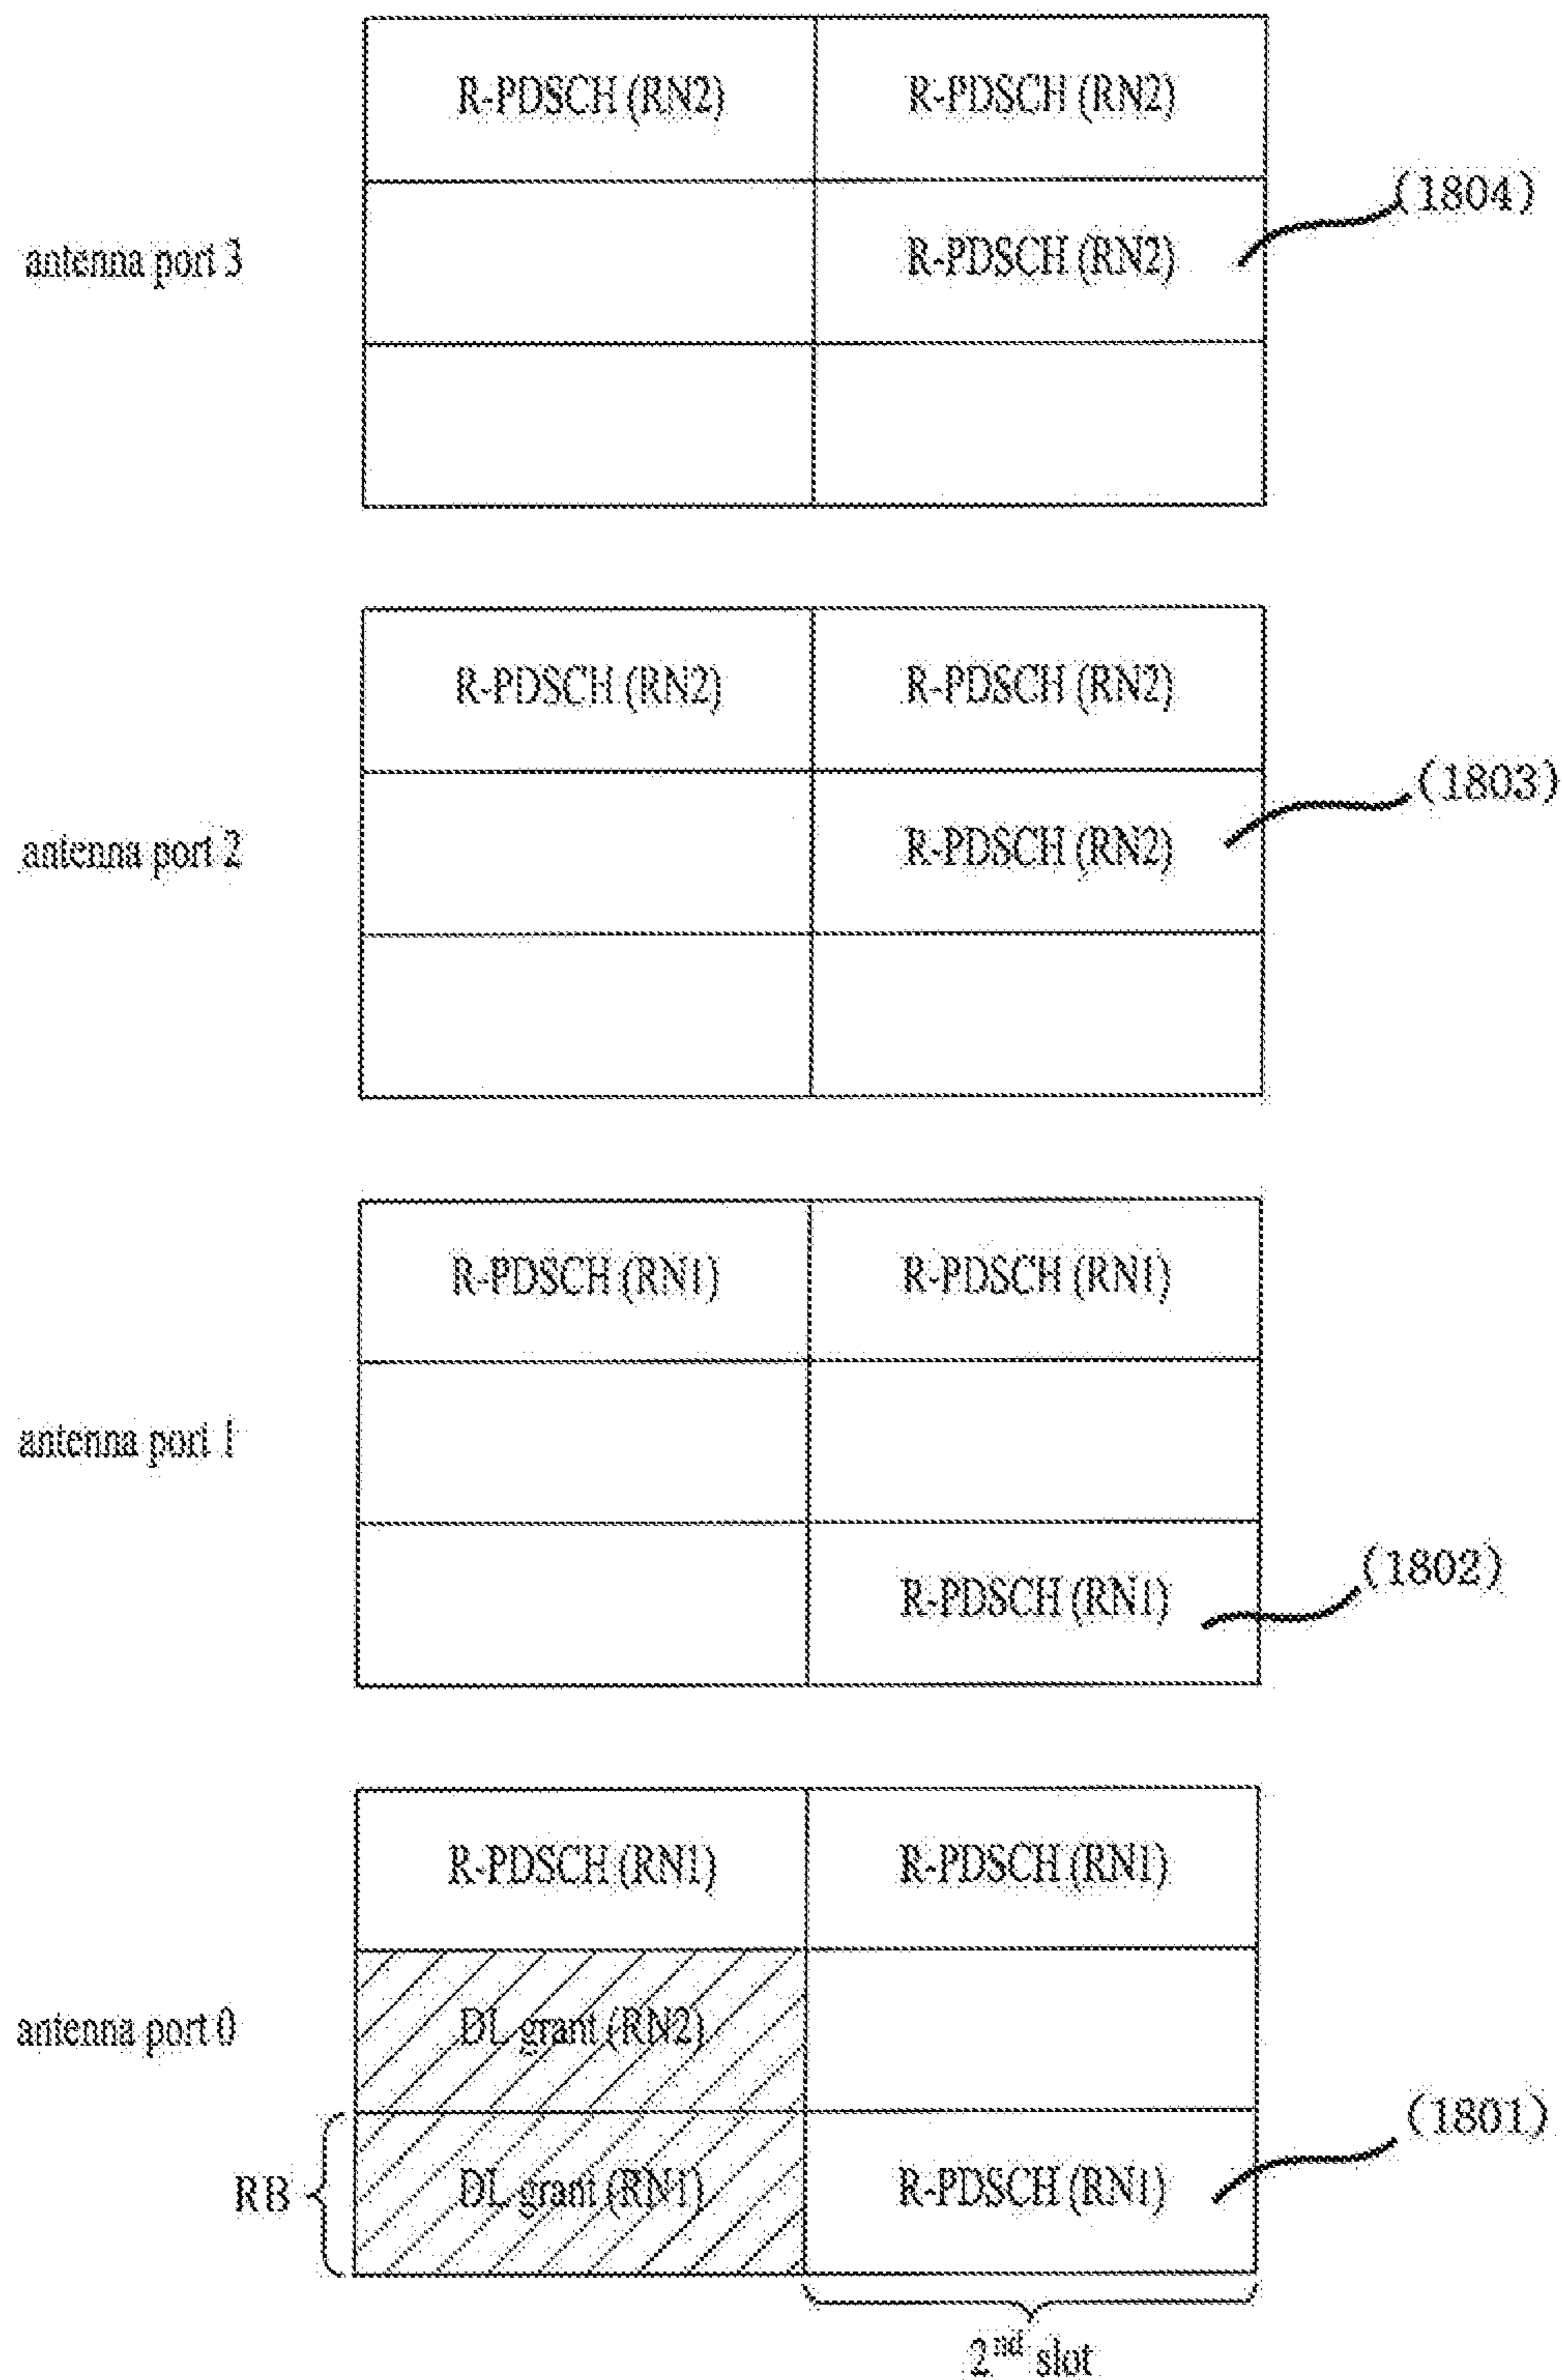 R-PDSCH (RN2) R-PDSCH (RN2)
(1804)
antenna port 3 R-PDSCH (RN2)
R-PDSCH (RN2) R-PDSCH (RN2)
(1803)
antenna port 2 R-PDSCH (RN2)
R-PDSCH (RN1) R-PDSCH (RN1)
antenna port 1
(1802)
R-PDSCH (RN1)
R-PDSCH (RN1) R-PDSCH (RN1)
antenna port 0 DL grant (RN2)
(1801)
RB DL grant (RN1) R-PDSCH (RN1)
2nd slot